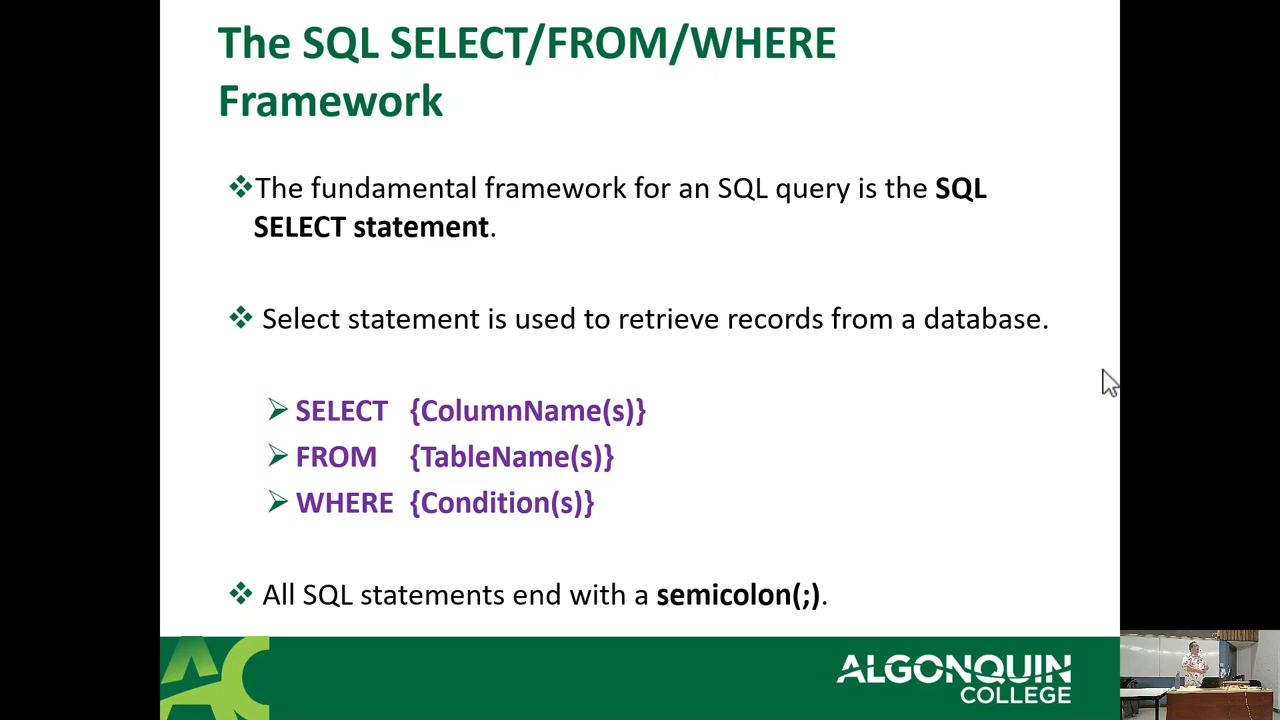 The SQL SELECT/FROM/WHERE
Framework
❖The fundamental framework for an SQL query is the SQL
SELECT statement.
❖ Select statement is used to retrieve records from a database.
➢ SELECT {ColumnName(s)}
➢ FROM {TableName(s)}
➢ WHERE {Condition(s)}
❖ All SQL statements end with a semicolon(;).
AC
ALGONQUIN
COLLEGE